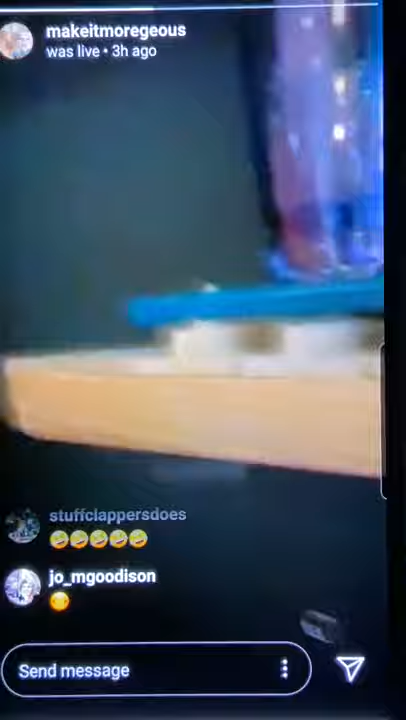 makeitmoregeous
was live • 3h ago
stuffclappersdoes
🤣🤣🤣🤣🤣
jo_mgoodison
Send message